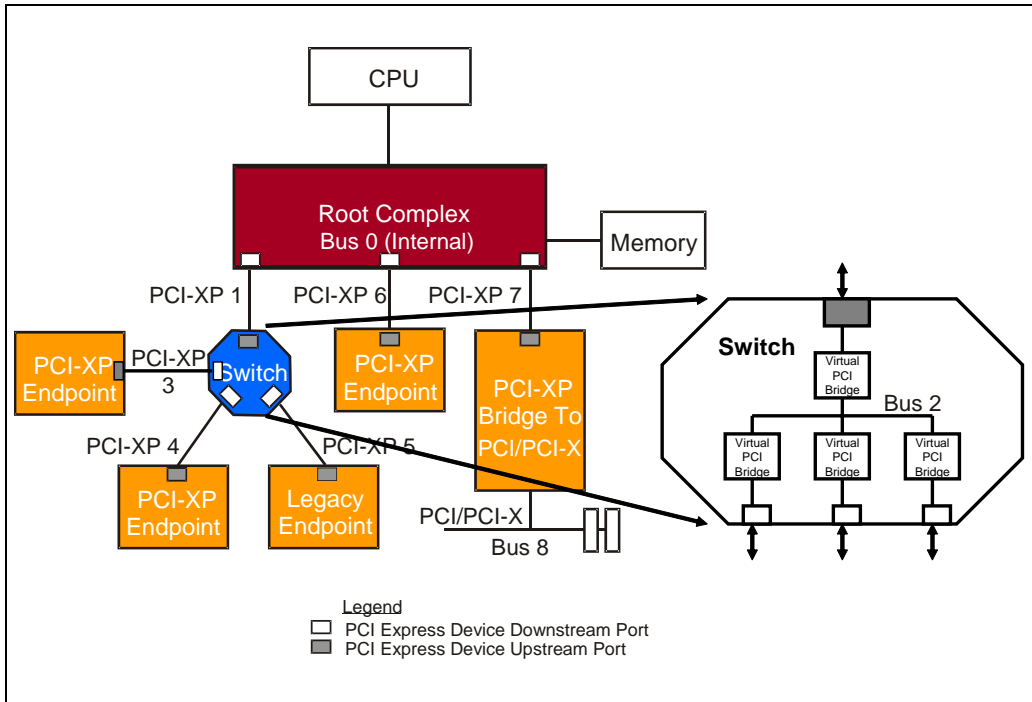 CPU
Root Complex
Bus 0 (Internal)
Memory
PCI-XP 1
PCI-XP 6
PCI-XP 7
PCI-XP
Endpoint
PCI-XP
3
Switch
PCI-XP
Endpoint
PCI-XP
Bridge To
PCI/PCI-X
PCI-XP 4
PCI-XP 5
PCI-XP
Endpoint
Legacy
Endpoint
PCI/PCI-X
Bus 8
Switch
Virtual
PCI
Bridge
Bus 2
Virtual
PCI
Bridge
Virtual
PCI
Bridge
Virtual
PCI
Bridge
Legend
PCI Express Device Downstream Port
PCI Express Device Upstream Port